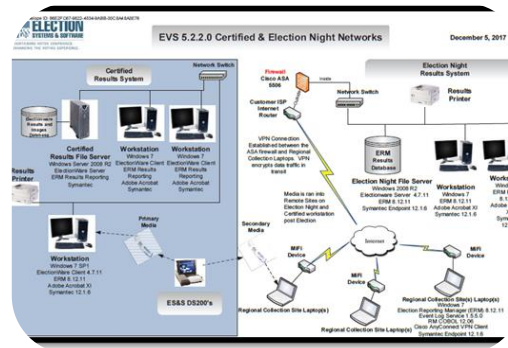 ELECTION
SYSTEMS & SOFTWARE
EVS 5.2.2.0 Certified & Election Night Networks
December 5, 2017
Certified
Results System
Network Switch
Electionware
Results and
Images
Database
Certified
Results File Server
Windows Server 2008 R2
ElectionWare Server
ERM Results Reporting
Symantec
Workstation
Windows 7
ElectionWare Client
ERM Results
Reporting
Adobe Acrobat
Symantec
Workstation
Windows 7
ElectionWare Client
ERM Results
Reporting
Adobe Acrobat
Symantec
Results
Printer
Workstation
Windows 7 SP1
ElectionWare Client 4.7.11
ERM 8.12.11
Adobe Acrobat XI
Symantec 12.1.6
Primary
Media
ES&S DS200's
Secondary
Media
Firewall
Cisco ASA
5506
Inside
Customer ISP
Internet
Router
VPN Connection
Established between the
ASA firewall and Regional
Collection Laptops. VPN
encrypts data traffic in
transit
Media is ran into
Remote Sites on
Election Night and
Certified workstation
post Election
Election Night
Results System
Network Switch
Results
Printer
ERM
Results
Database
Election Night File Server
Windows 2008 R2
Electionware Server 4.7.11
ERM 8.12.11
Symantec Endpoint 12.1.6
Workstation
Windows 7
ERM 8.12.11
Adobe Acrobat XI
Symantec 12.1.6
Internet
MiFi
Device
MiFi
Device
MiFi
Device
Regional Collection Site Laptop(s)
Regional Collection Site Laptop(s)
Regional Collection Site(s) Laptop(s)
Windows 7
Election Reporting Manager (ERM) 8.12.11
Event Log Service 1.5.5.0
RM COBOL 12.06
Cisco AnyConnect VPN Client
Symantec Endpoint 12.1.6